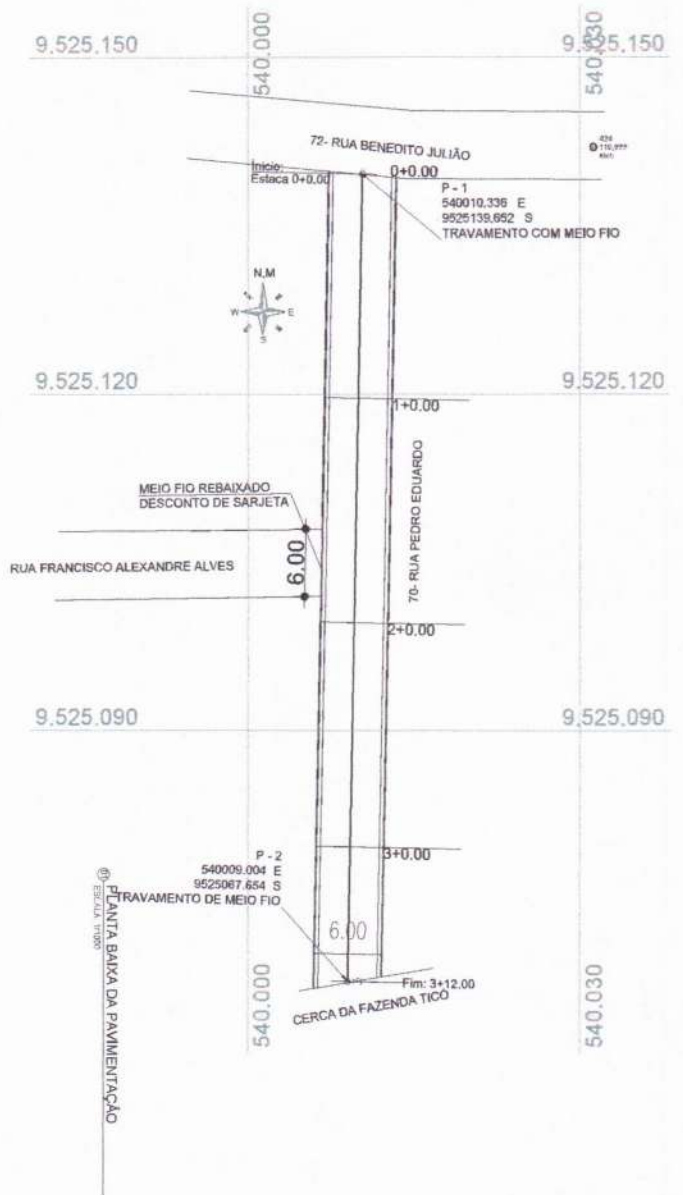 540.000
540.030
9.525.150
9.525.150
72- RUA BENEDITO JULIÃO
Início:
Estaca 0+0.00
0+0.00
P - 1
540010,336 E
9525139,652 S
TRAVAMENTO COM MEIO FIO
N.M
W
E
S
9.525.120
9.525.120
1+0.00
MEIO FIO REBAIXADO
DESCONTO DE SARJETA
70- RUA PEDRO EDUARDO
6.00
RUA FRANCISCO ALEXANDRE ALVES
2+0.00
9.525.090
9.525.090
3+0.00
P - 2
540009.004 E
9525067.654 S
TRAVAMENTO DE MEIO FIO
6.00
Fim: 3+12.00
CERCA DA FAZENDA TICÓ
540.000
540.030
01 PLANTA BAIXA DA PAVIMENTAÇÃO
ESCALA 1/1000